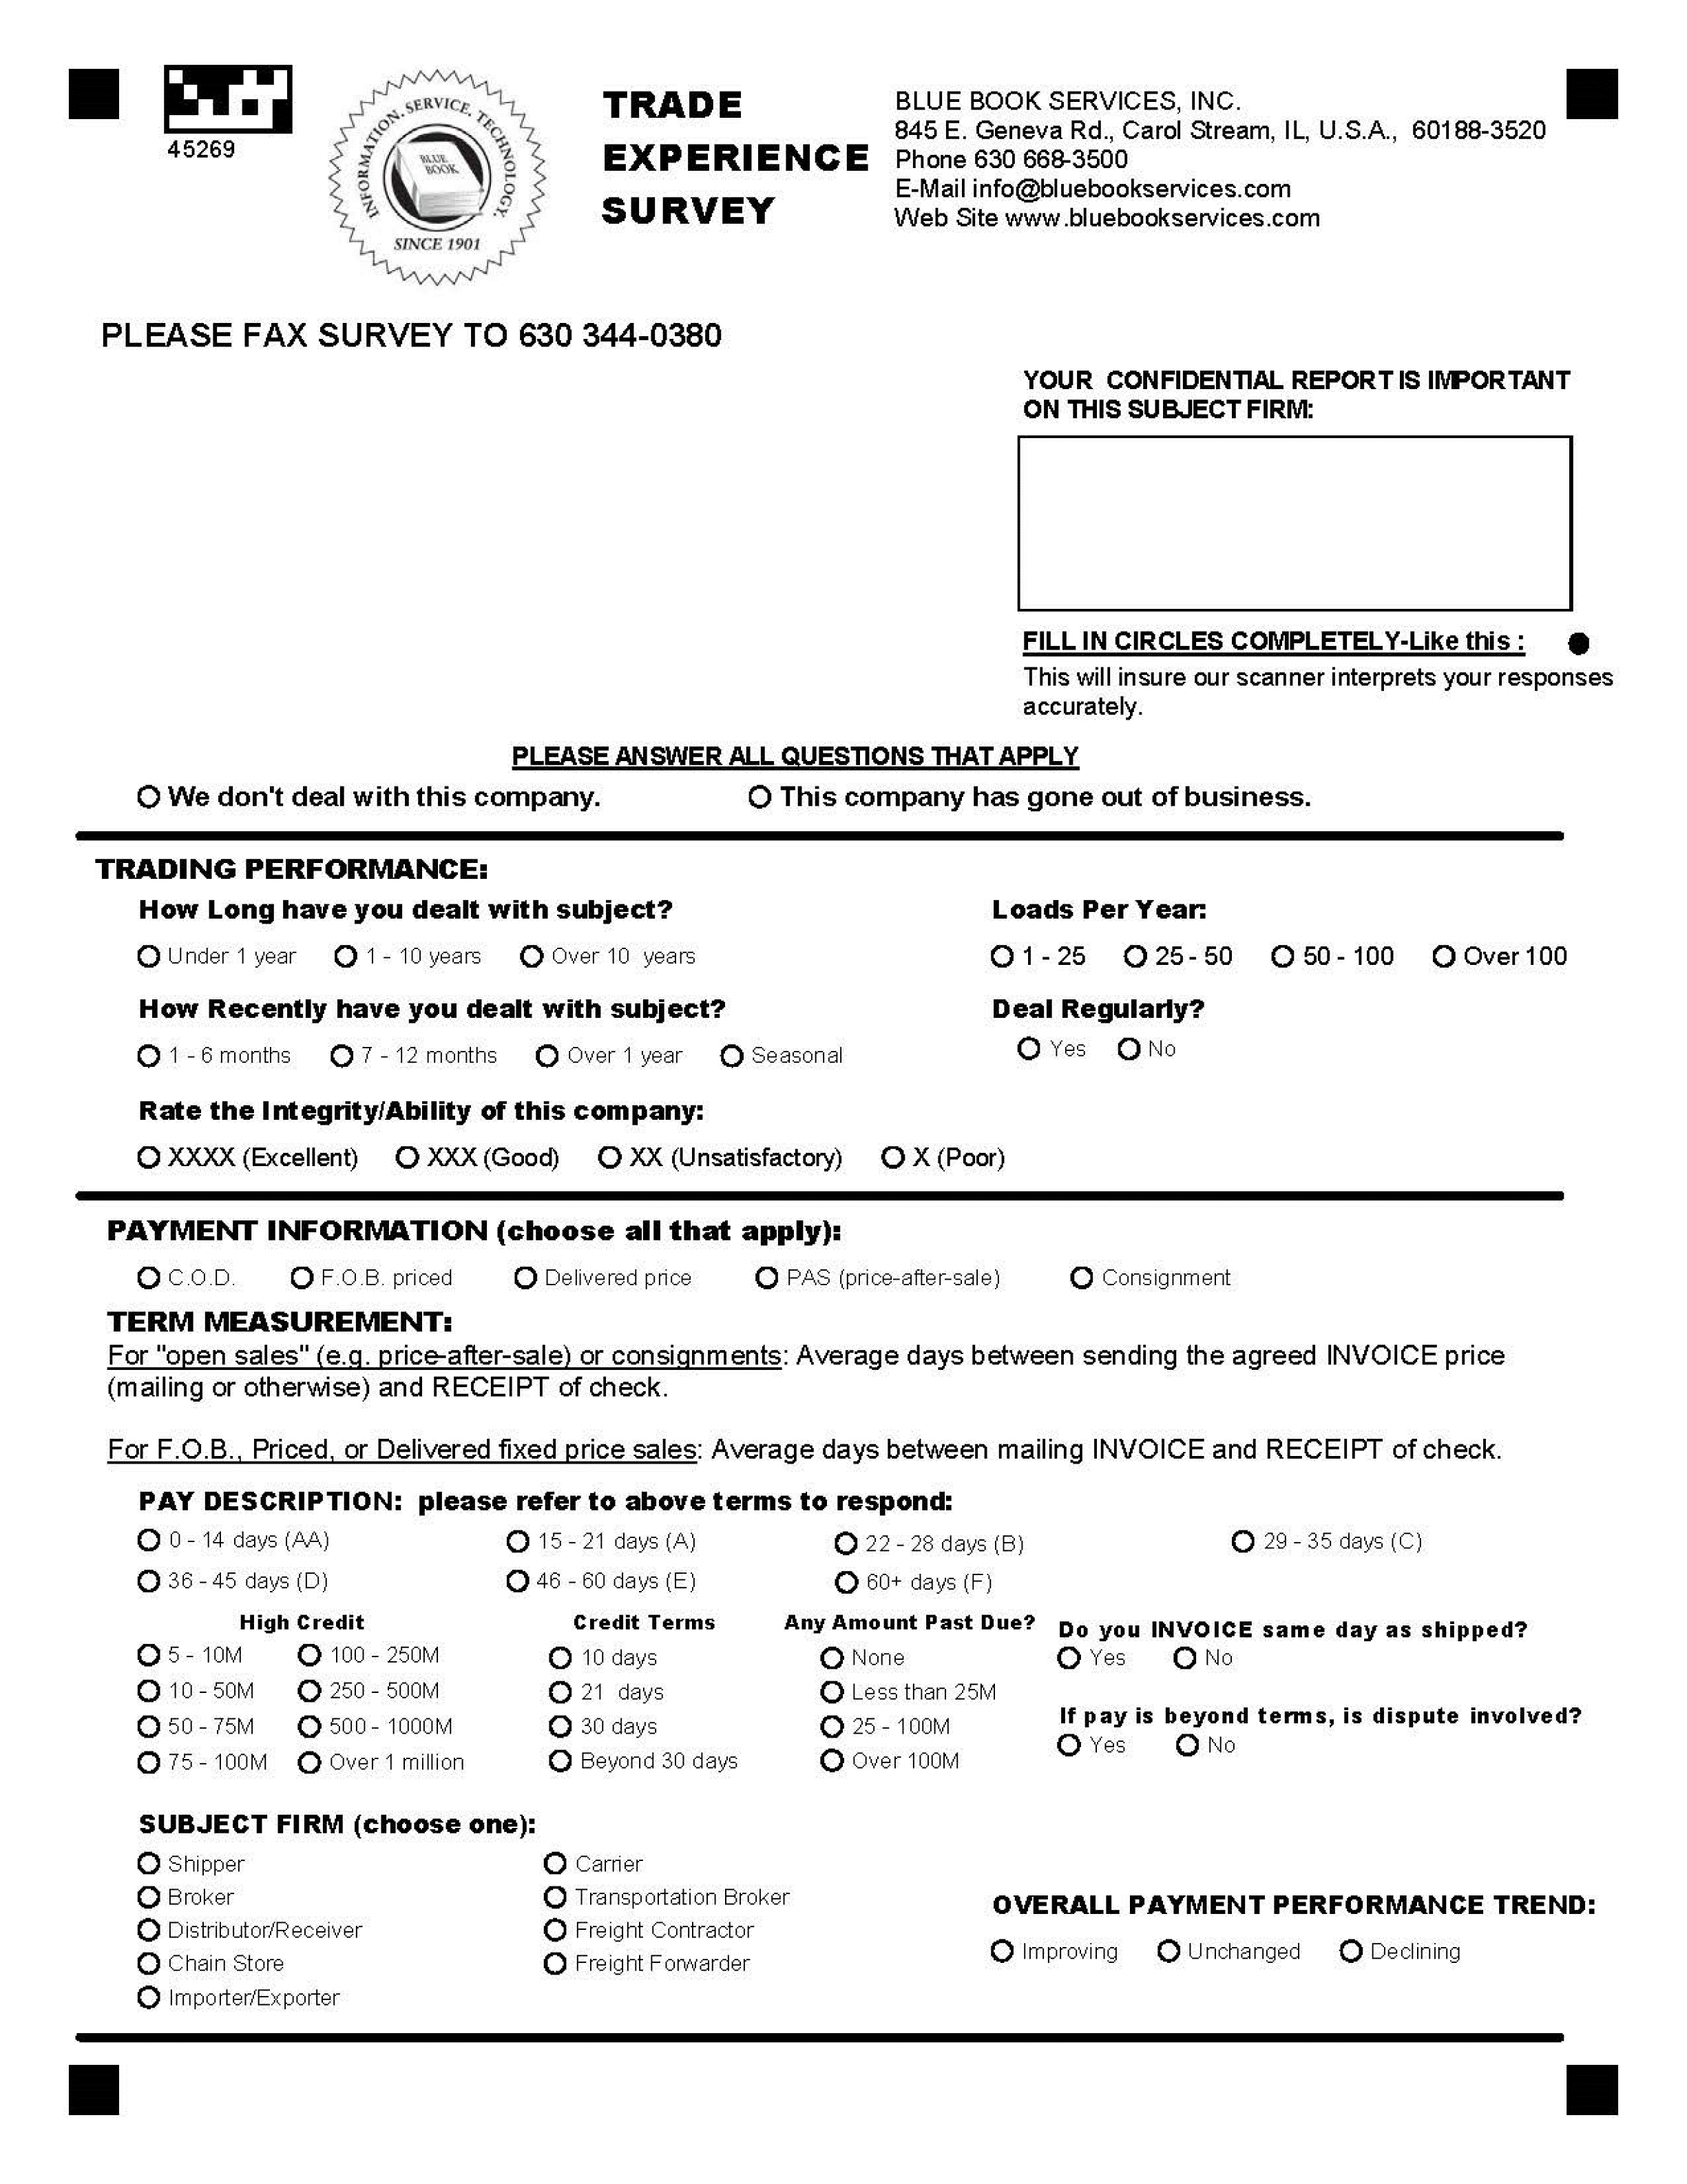 45269
INFORMATION. SERVICE. TECHNOLOGY.
BLUE
BOOK
SINCE 1901
TRADE
EXPERIENCE
SURVEY
BLUE BOOK SERVICES, INC.
845 E. Geneva Rd., Carol Stream, IL, U.S.A., 60188-3520
Phone 630 668-3500
E-Mail info@bluebookservices.com
Web Site www.bluebookservices.com
PLEASE FAX SURVEY TO 630 344-0380
YOUR CONFIDENTIAL REPORT IS IMPORTANT
ON THIS SUBJECT FIRM:
FILL IN CIRCLES COMPLETELY-Like this :
This will insure our scanner interprets your responses
accurately.
PLEASE ANSWER ALL QUESTIONS THAT APPLY
We don't deal with this company. This company has gone out of business.
TRADING PERFORMANCE:
How Long have you dealt with subject? Loads Per Year:
Under 1 year 1 - 10 years Over 10 years 1 - 25 25 - 50 50 - 100 Over 100
How Recently have you dealt with subject? Deal Regularly?
1 - 6 months 7 - 12 months Over 1 year Seasonal Yes No
Rate the Integrity/Ability of this company:
XXXX (Excellent) XXX (Good) XX (Unsatisfactory) X (Poor)
PAYMENT INFORMATION (choose all that apply):
C.O.D. F.O.B. priced Delivered price PAS (price-after-sale) Consignment
TERM MEASUREMENT:
For "open sales" (e.g. price-after-sale) or consignments: Average days between sending the agreed INVOICE price
(mailing or otherwise) and RECEIPT of check.
For F.O.B., Priced, or Delivered fixed price sales: Average days between mailing INVOICE and RECEIPT of check.
PAY DESCRIPTION: please refer to above terms to respond:
0 - 14 days (AA) 15 - 21 days (A) 22 - 28 days (B) 29 - 35 days (C)
36 - 45 days (D) 46 - 60 days (E) 60+ days (F)
High Credit Credit Terms Any Amount Past Due? Do you INVOICE same day as shipped?
5 - 10M 100 - 250M 10 days None Yes No
10 - 50M 250 - 500M 21 days Less than 25M
50 - 75M 500 - 1000M 30 days 25 - 100M If pay is beyond terms, is dispute involved?
75 - 100M Over 1 million Beyond 30 days Over 100M Yes No
SUBJECT FIRM (choose one):
Shipper Carrier
Broker Transportation Broker
Distributor/Receiver Freight Contractor
Chain Store Freight Forwarder
Importer/Exporter
OVERALL PAYMENT PERFORMANCE TREND:
Improving Unchanged Declining